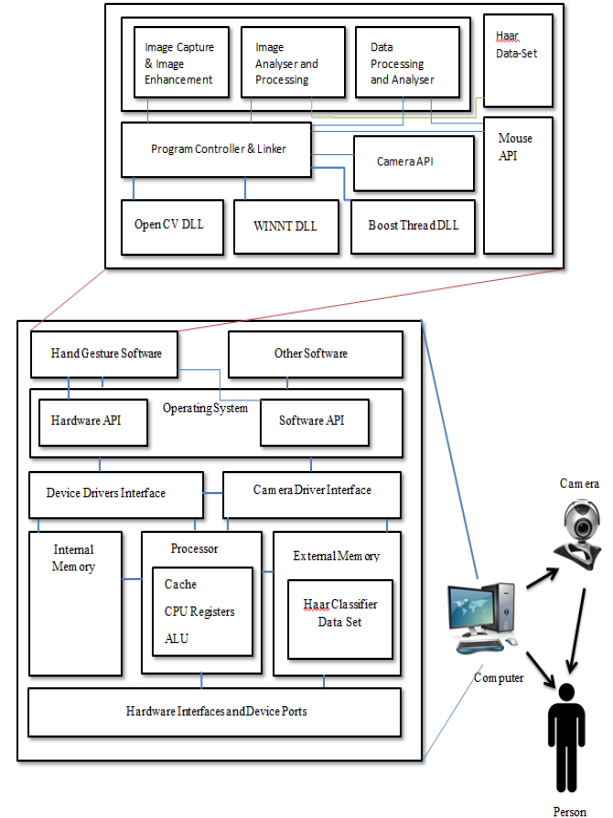 Image Capture
& Image
Enhancement
Image
Analyser and
Processing
Data
Processing
and Analyser
Haar
Data-Set
Program Controller & Linker
Camera API
Mouse
API
Open CV DLL
WINNT DLL
Boost Thread DLL
Hand Gesture Software
Other Software
Operating System
Hardware API
Software API
Device Drivers Interface
Camera Driver Interface
Internal
Memory
Processor
Cache
CPU Registers
ALU
External Memory
Haar Classifier
Data Set
Hardware Interfaces and Device Ports
Camera
Computer
Person